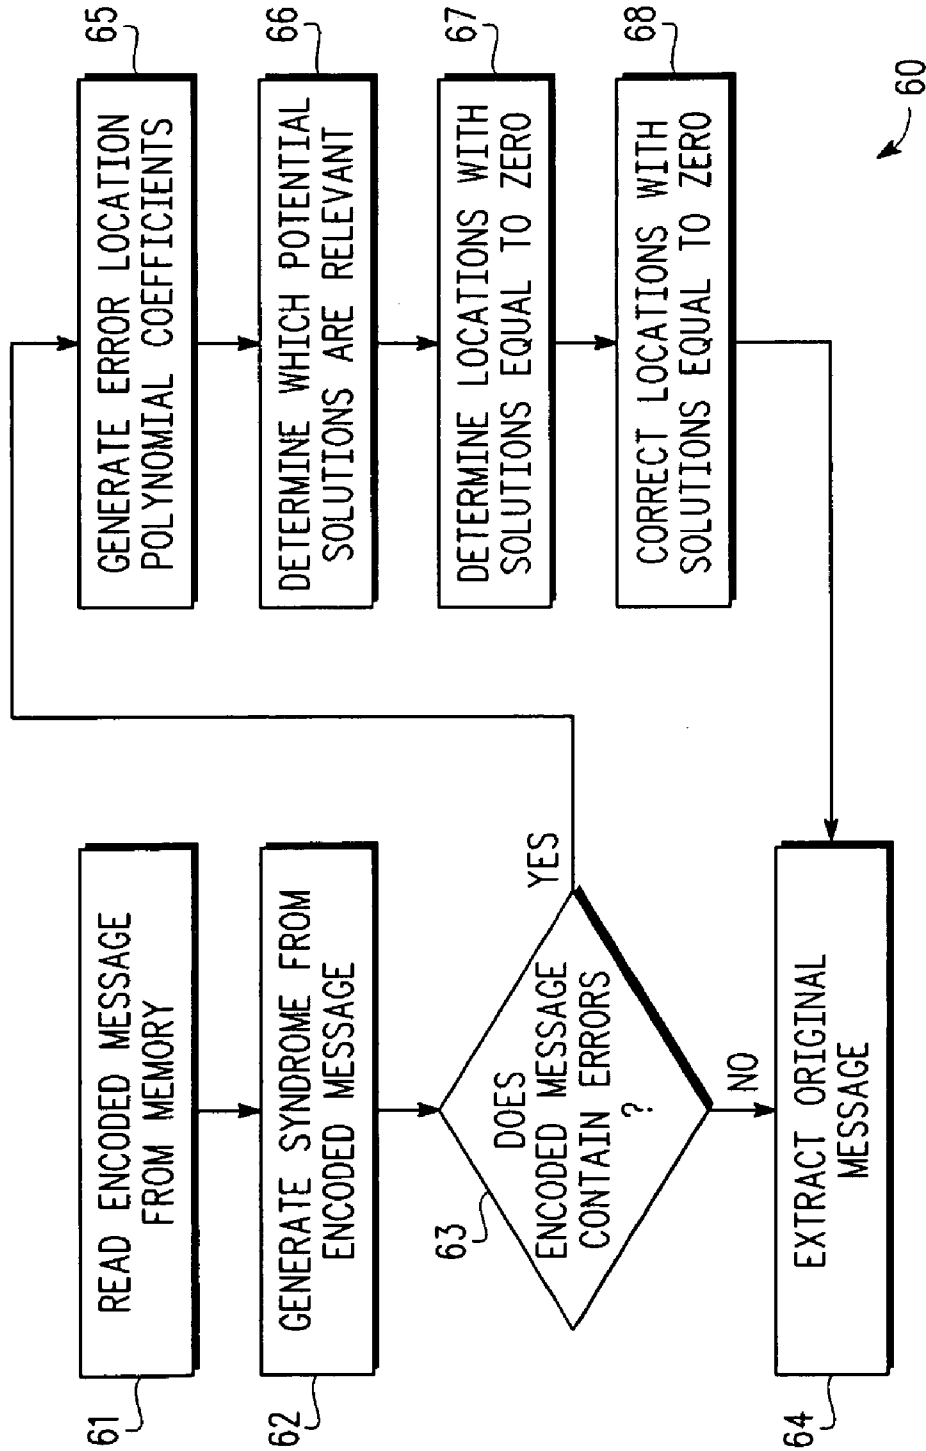 61
READ ENCODED MESSAGE
FROM MEMORY
62
GENERATE SYNDROME FROM
ENCODED MESSAGE
63
DOES
ENCODED MESSAGE
CONTAIN ERRORS
?
YES
NO
64
EXTRACT ORIGINAL
MESSAGE
65
GENERATE ERROR LOCATION
POLYNOMIAL COEFFICIENTS
66
DETERMINE WHICH POTENTIAL
SOLUTIONS ARE RELEVANT
67
DETERMINE LOCATIONS WITH
SOLUTIONS EQUAL TO ZERO
68
CORRECT LOCATIONS WITH
SOLUTIONS EQUAL TO ZERO
60